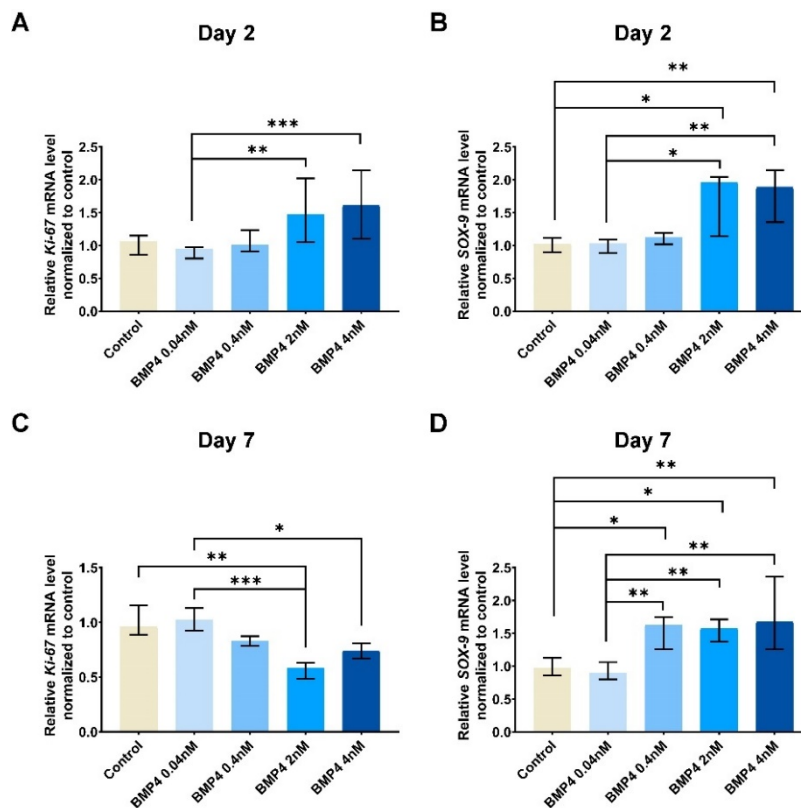 A
Day 2
Relative Ki-67 mRNA level
normalized to control
2.5
2.0
1.5
1.0
0.5
0.0
**
***
Control
BMP4 0.04nM
BMP4 0.4nM
BMP4 2nM
BMP4 4nM
B
Day 2
Relative SOX-9 mRNA level
normalized to control
2.5
2.0
1.5
1.0
0.5
0.0
**
*
**
*
Control
BMP4 0.04nM
BMP4 0.4nM
BMP4 2nM
BMP4 4nM
C
Day 7
Relative Ki-67 mRNA level
normalized to control
1.5
1.0
0.5
0.0
*
**
***
Control
BMP4 0.04nM
BMP4 0.4nM
BMP4 2nM
BMP4 4nM
D
Day 7
Relative SOX-9 mRNA level
normalized to control
2.5
2.0
1.5
1.0
0.5
0.0
**
*
*
**
**
**
Control
BMP4 0.04nM
BMP4 0.4nM
BMP4 2nM
BMP4 4nM